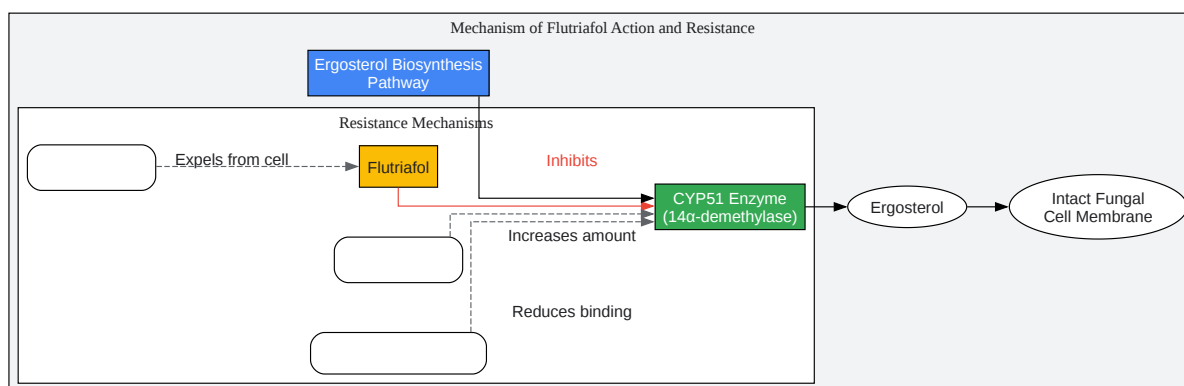 Mechanism of Flutriafol Action and Resistance
Ergosterol Biosynthesis
Pathway
Resistance Mechanisms
Expels from cell
Flutriafol
Inhibits
CYP51 Enzyme
(14α-demethylase)
Ergosterol
Intact Fungal
Cell Membrane
Increases amount
Reduces binding